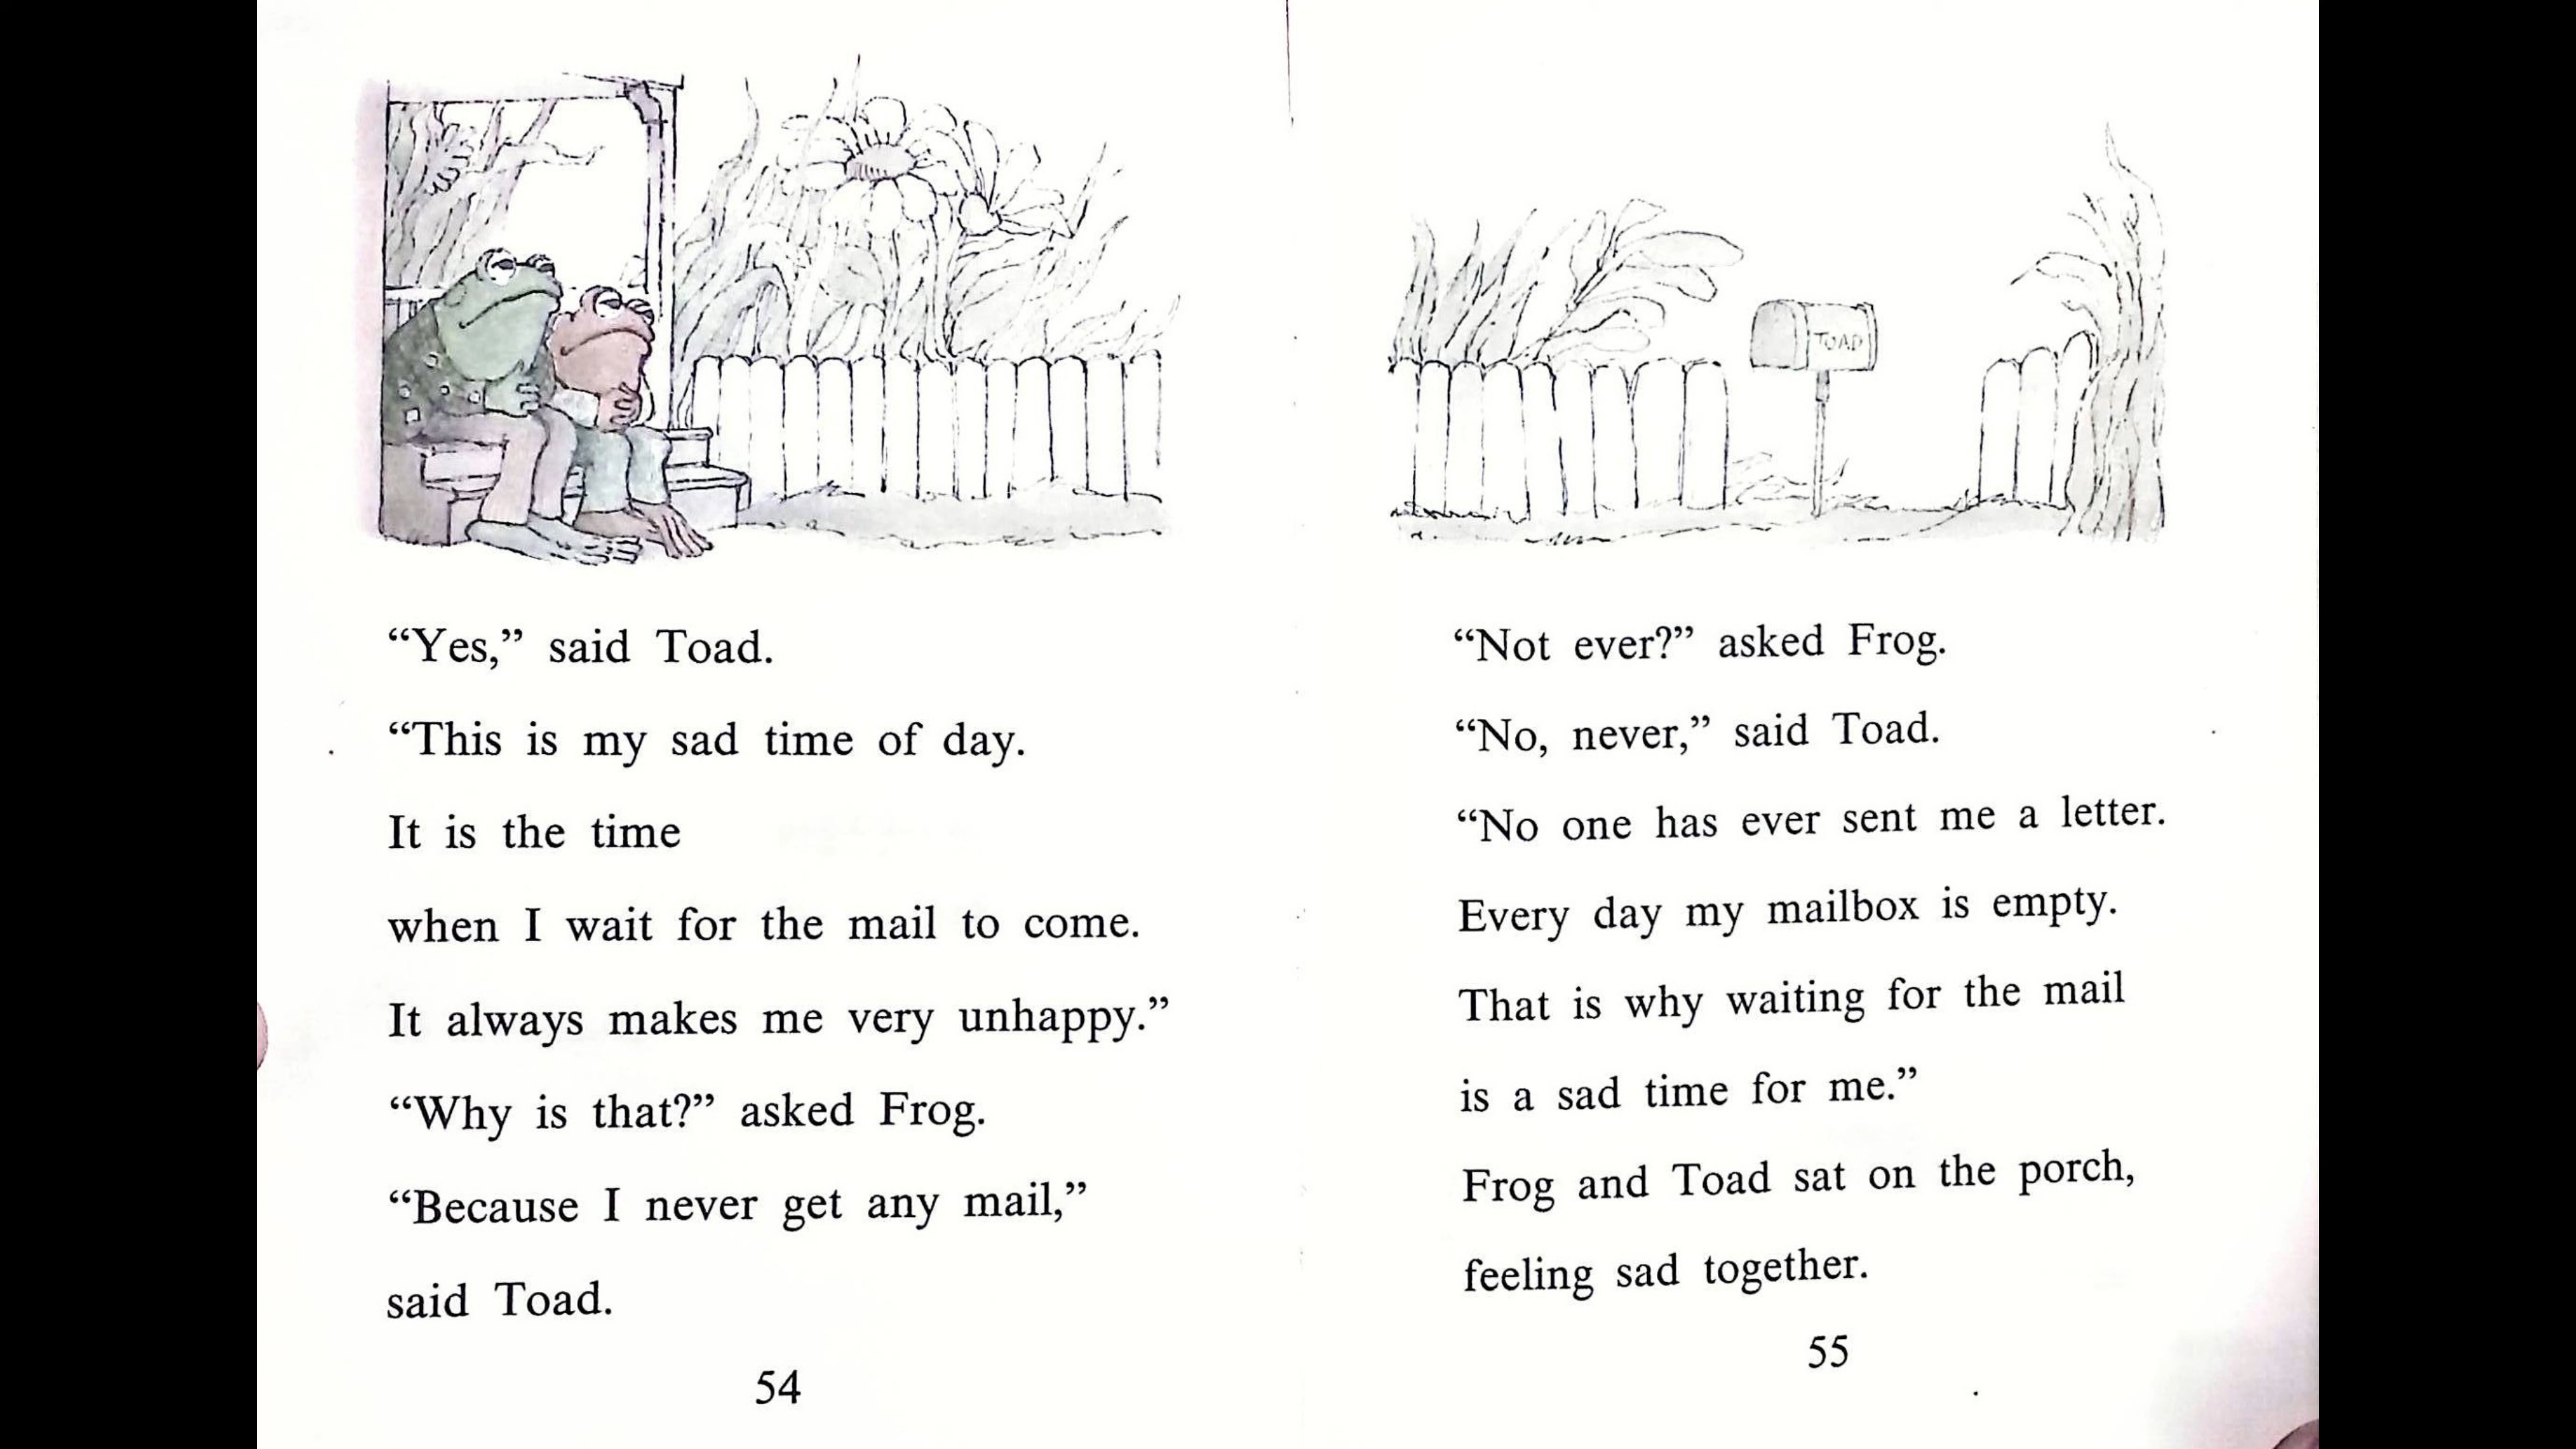 TOAD
“Yes,” said Toad.
“This is my sad time of day.
It is the time
when I wait for the mail to come.
It always makes me very unhappy.”
“Why is that?” asked Frog.
“Because I never get any mail,”
said Toad.
54
“Not ever?” asked Frog.
“No, never,” said Toad.
“No one has ever sent me a letter.
Every day my mailbox is empty.
That is why waiting for the mail
is a sad time for me.”
Frog and Toad sat on the porch,
feeling sad together.
55